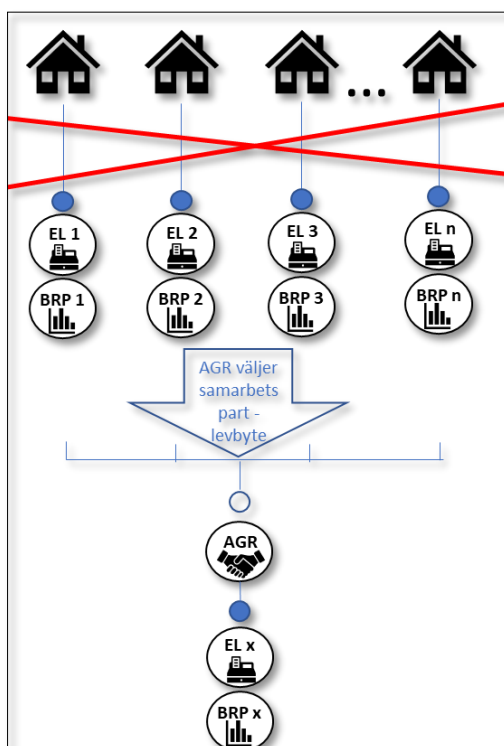 ...
EL 1
EL 2
EL 3
EL n
BRP 1
BRP 2
BRP 3
BRP n
AGR väljer
samarbets
part -
levbyte
AGR
EL x
BRP x